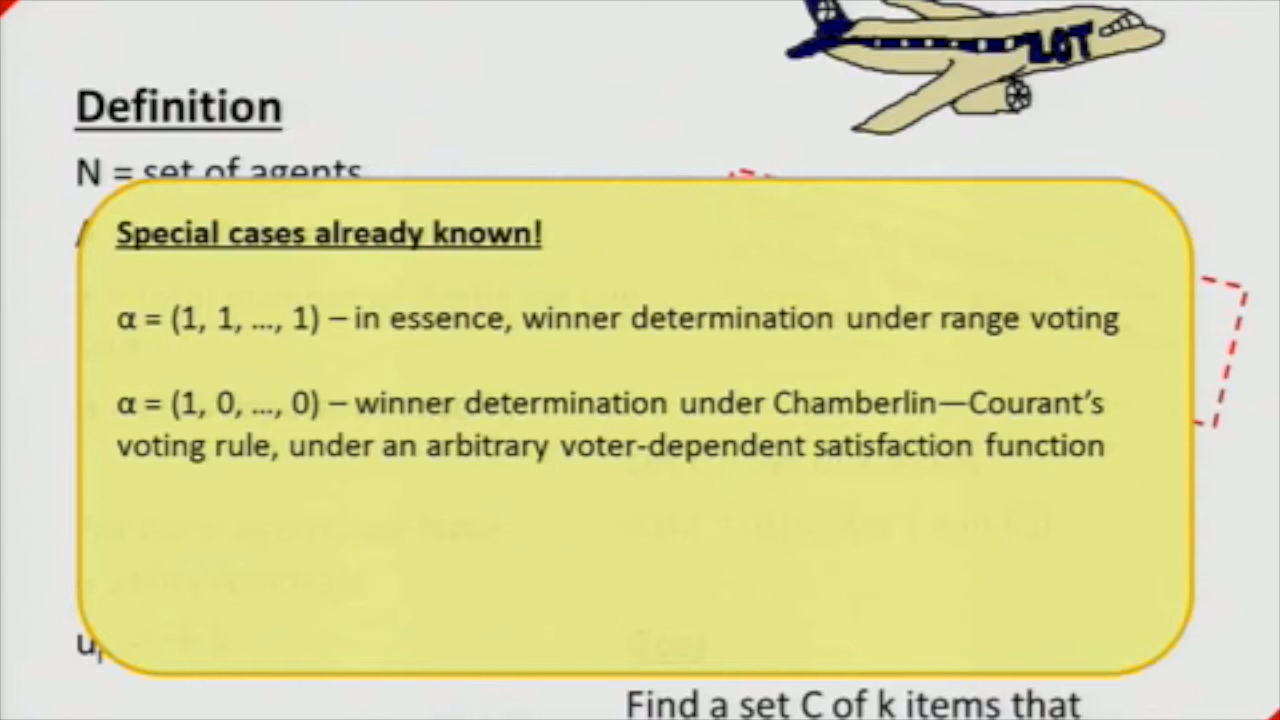 LOT
Definition
N = set of agents
Special cases already known!
α = (1, 1, …, 1) – in essence, winner determination under range voting
α = (1, 0, …, 0) – winner determination under Chamberlin—Courant’s
voting rule, under an arbitrary voter-dependent satisfaction function
Goal
Find a set C of k items that